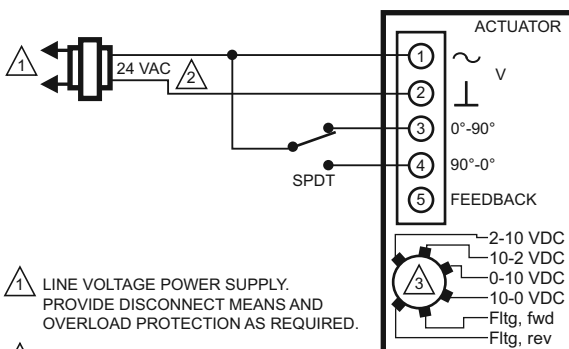 ACTUATOR
1
24 VAC
2
1
V
2
3
0°-90°
4
90°-0°
SPDT
5
FEEDBACK
2-10 VDC
10-2 VDC
3
0-10 VDC
10-0 VDC
Fltg, fwd
Fltg, rev
1 LINE VOLTAGE POWER SUPPLY.
PROVIDE DISCONNECT MEANS AND
OVERLOAD PROTECTION AS REQUIRED.